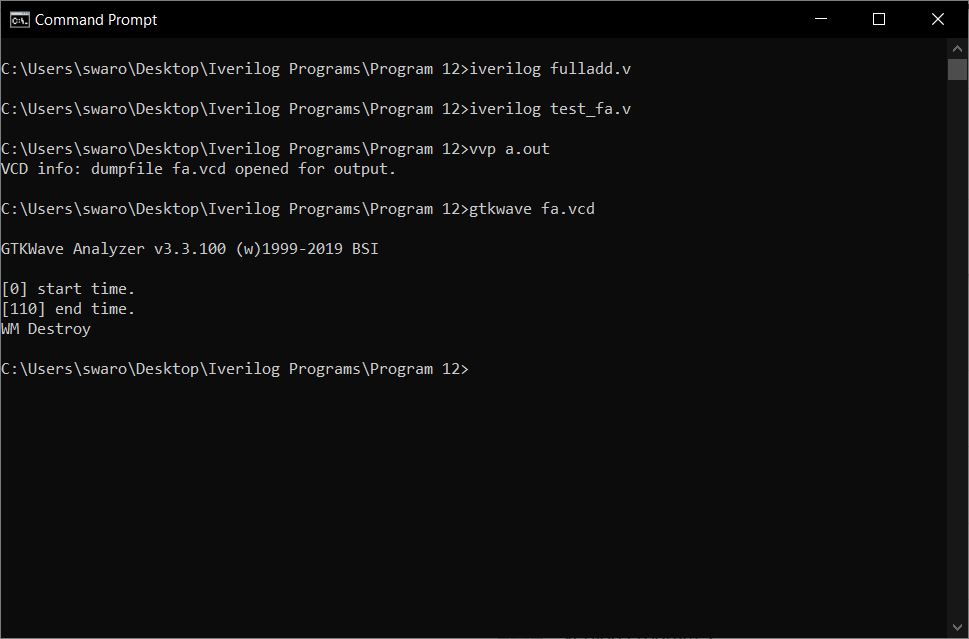 Command Prompt
C:\Users\swaro\Desktop\Iverilog Programs\Program 12>iverilog fulladd.v
C:\Users\swaro\Desktop\Iverilog Programs\Program 12>iverilog test_fa.v
C:\Users\swaro\Desktop\Iverilog Programs\Program 12>vvp a.out
VCD info: dumpfile fa.vcd opened for output.
C:\Users\swaro\Desktop\Iverilog Programs\Program 12>gtkwave fa.vcd
GTKWave Analyzer v3.3.100 (w)1999-2019 BSI
[0] start time.
[110] end time.
WM Destroy
C:\Users\swaro\Desktop\Iverilog Programs\Program 12>